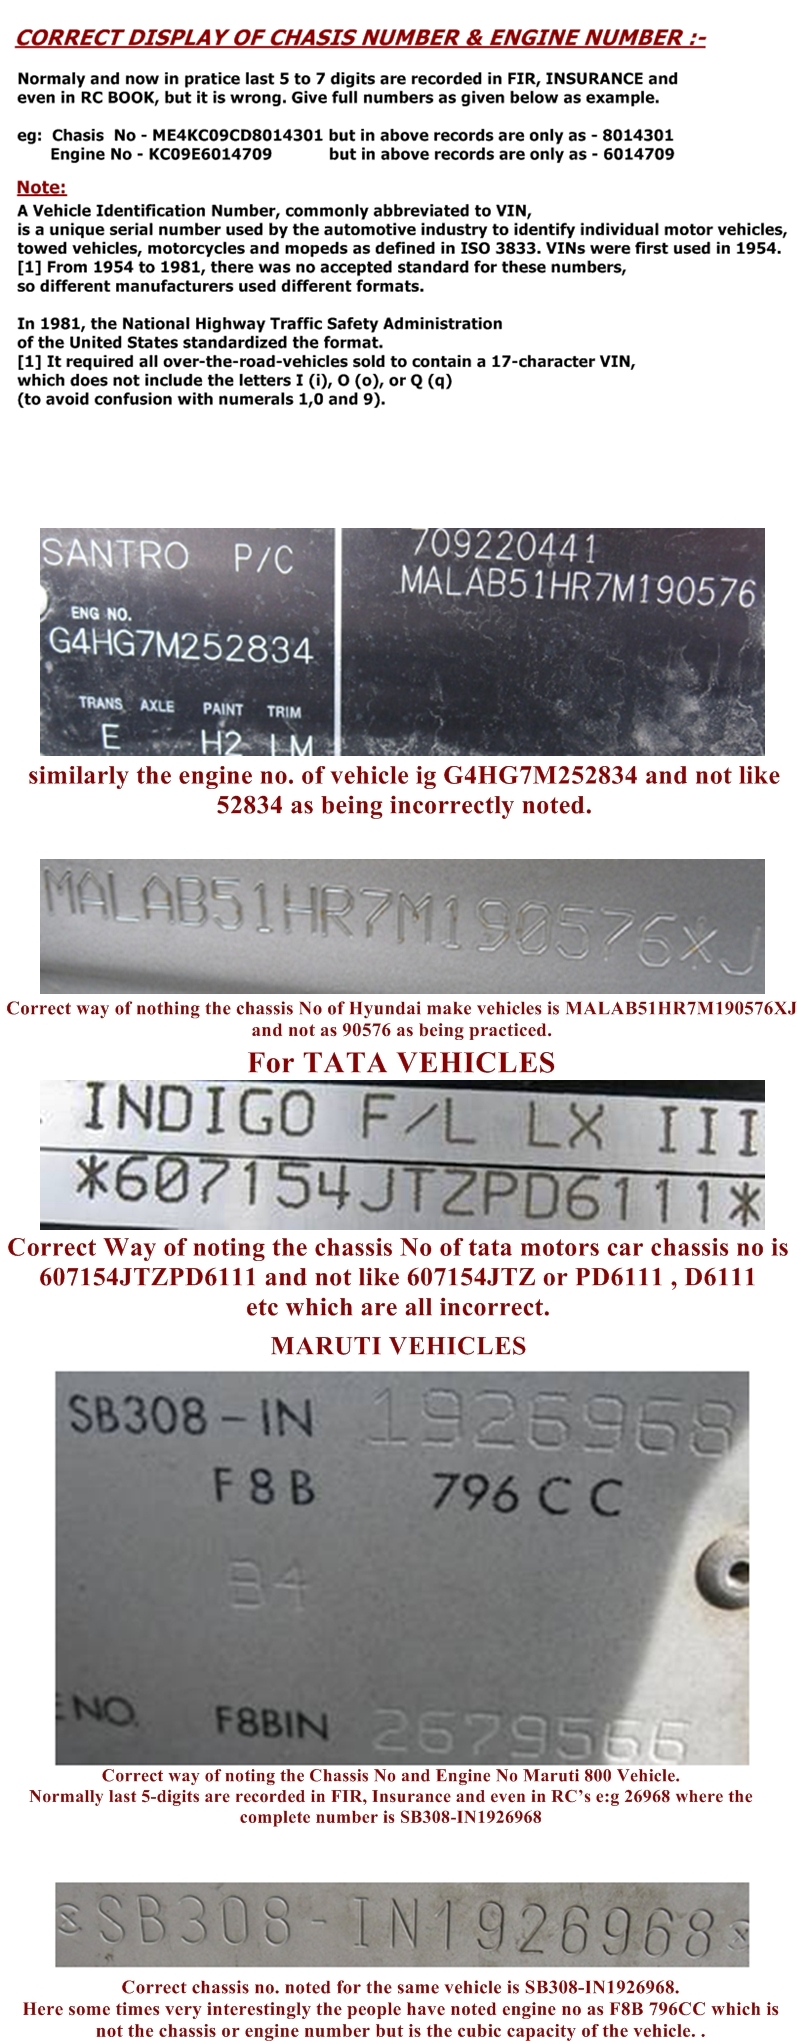 CORRECT DISPLAY OF CHASIS NUMBER & ENGINE NUMBER :-
Normaly and now in pratice last 5 to 7 digits are recorded in FIR, INSURANCE and
even in RC BOOK, but it is wrong. Give full numbers as given below as example.
eg: Chasis No - ME4KC09CD8014301 but in above records are only as - 8014301
Engine No - KC09E6014709 but in above records are only as - 6014709
Note:
A Vehicle Identification Number, commonly abbreviated to VIN,
is a unique serial number used by the automotive industry to identify individual motor vehicles,
towed vehicles, motorcycles and mopeds as defined in ISO 3833. VINs were first used in 1954.
[1] From 1954 to 1981, there was no accepted standard for these numbers,
so different manufacturers used different formats.
In 1981, the National Highway Traffic Safety Administration
of the United States standardized the format.
[1] It required all over-the-road-vehicles sold to contain a 17-character VIN,
which does not include the letters I (i), O (o), or Q (q)
(to avoid confusion with numerals 1,0 and 9).
SANTRO P/C
ENG NO.
G4HG7M252834
TRANS AXLE PAINT TRIM
E H2 LM
709220441
MALAB51HR7M190576
similarly the engine no. of vehicle ig G4HG7M252834 and not like
52834 as being incorrectly noted.
MALAB51HR7M190576XJ
Correct way of nothing the chassis No of Hyundai make vehicles is MALAB51HR7M190576XJ
and not as 90576 as being practiced.
For TATA VEHICLES
INDIGO F/L LX III
*607154JTZPD6111*
Correct Way of noting the chassis No of tata motors car chassis no is
607154JTZPD6111 and not like 607154JTZ or PD6111 , D6111
etc which are all incorrect.
MARUTI VEHICLES
SB308-IN 1926968
F8B 796CC
B4
E NO. F8BIN 2679566
Correct way of noting the Chassis No and Engine No Maruti 800 Vehicle.
Normally last 5-digits are recorded in FIR, Insurance and even in RC’s e:g 26968 where the
complete number is SB308-IN1926968
SB308-IN1926968
Correct chassis no. noted for the same vehicle is SB308-IN1926968.
Here some times very interestingly the people have noted engine no as F8B 796CC which is
not the chassis or engine number but is the cubic capacity of the vehicle. .